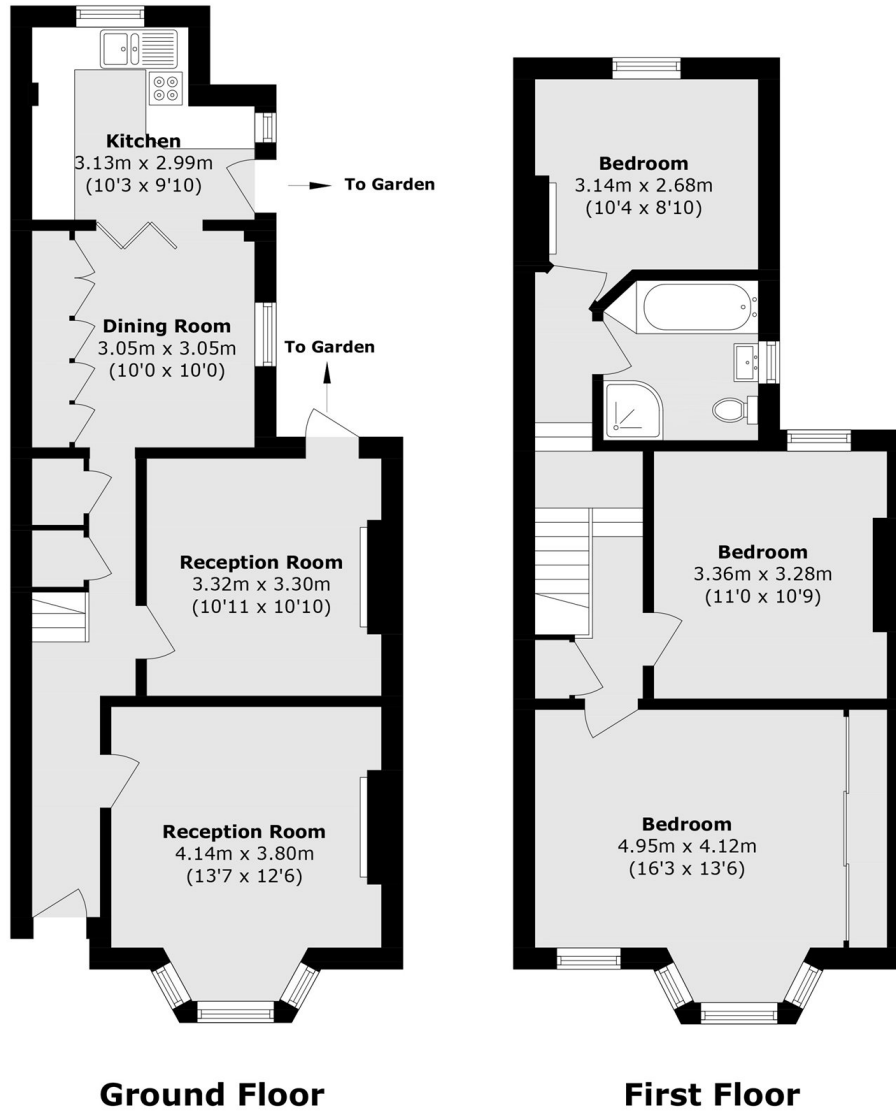 Kitchen
3.13m x 2.99m
(10'3 x 9'10)
To Garden
Dining Room
3.05m x 3.05m
(10'0 x 10'0)
To Garden
Reception Room
3.32m x 3.30m
(10'11 x 10'10)
Reception Room
4.14m x 3.80m
(13'7 x 12'6)
Ground Floor
Bedroom
3.14m x 2.68m
(10'4 x 8'10)
Bedroom
3.36m x 3.28m
(11'0 x 10'9)
Bedroom
4.95m x 4.12m
(16'3 x 13'6)
First Floor